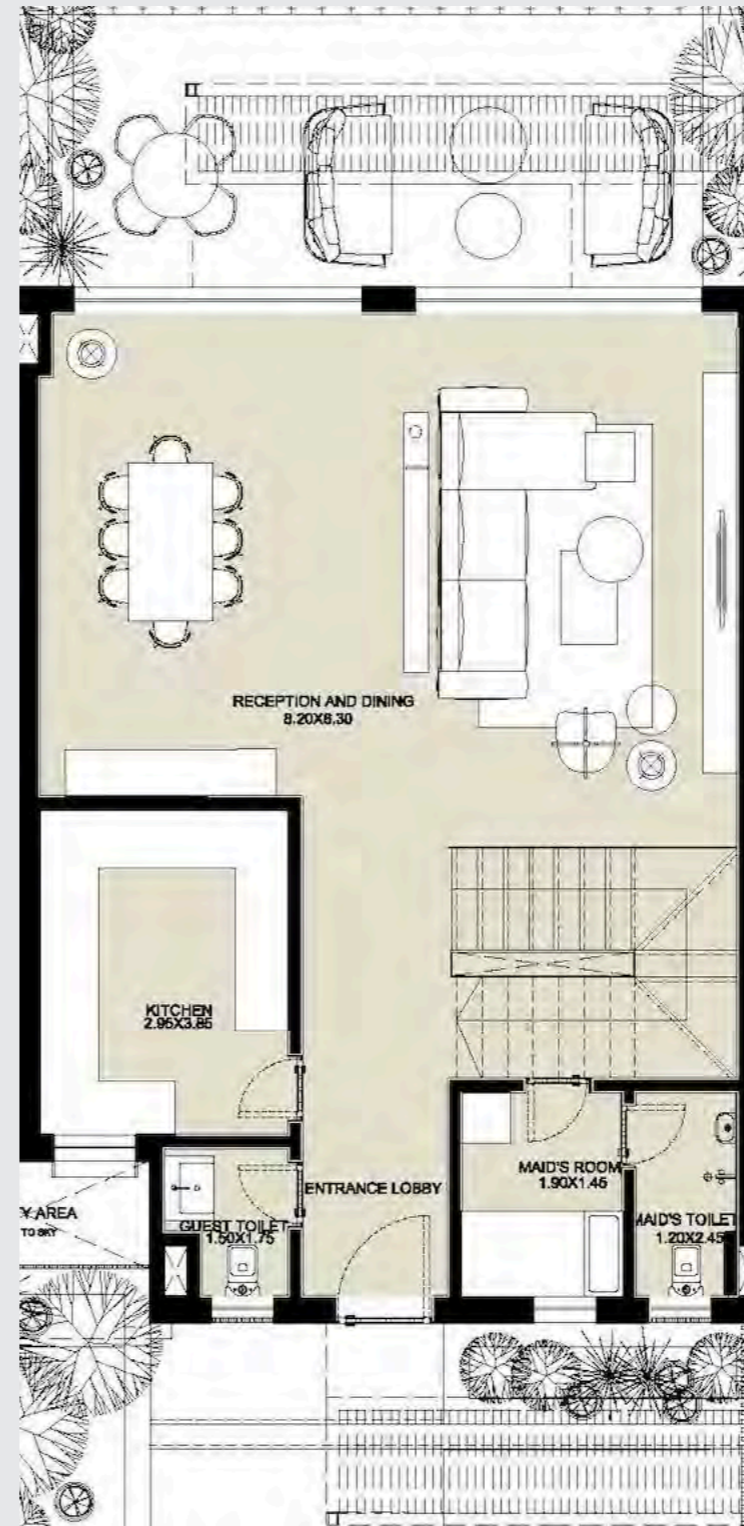 RECEPTION AND DINING
8.20X6.30
KITCHEN
2.95X3.85
MAID'S ROOM
1.90X1.45
ENTRANCE LOBBY
Y AREA
TO SKY
GUEST TOILET
1.50X1.75
MAID'S TOILET
1.20X2.45